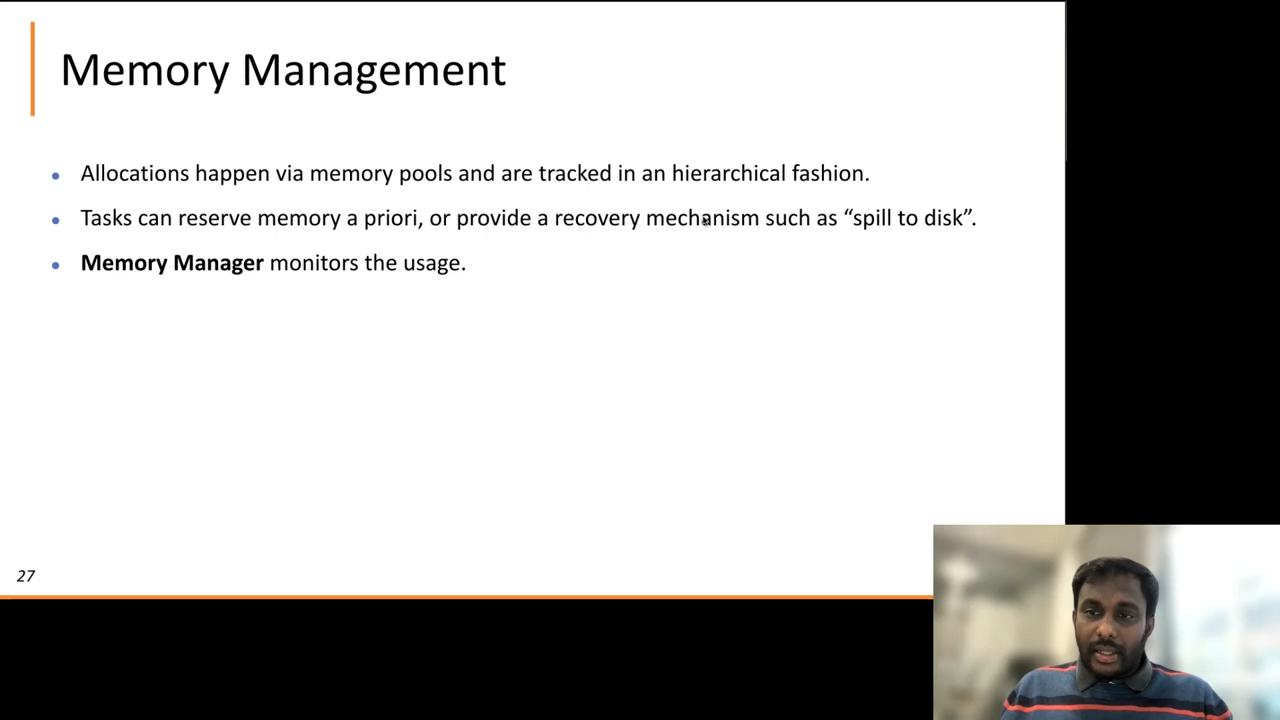 Memory Management
• Allocations happen via memory pools and are tracked in an hierarchical fashion.
• Tasks can reserve memory a priori, or provide a recovery mechanism such as “spill to disk”.
• Memory Manager monitors the usage.
27